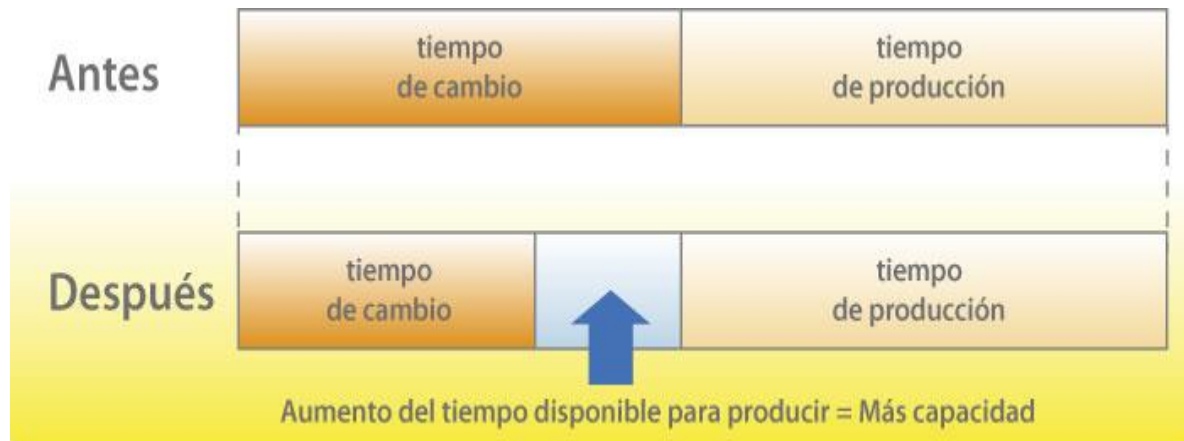 Antes
tiempo
de cambio
tiempo
de producción
Después
tiempo
de cambio
tiempo
de producción
Aumento del tiempo disponible para producir = Más capacidad